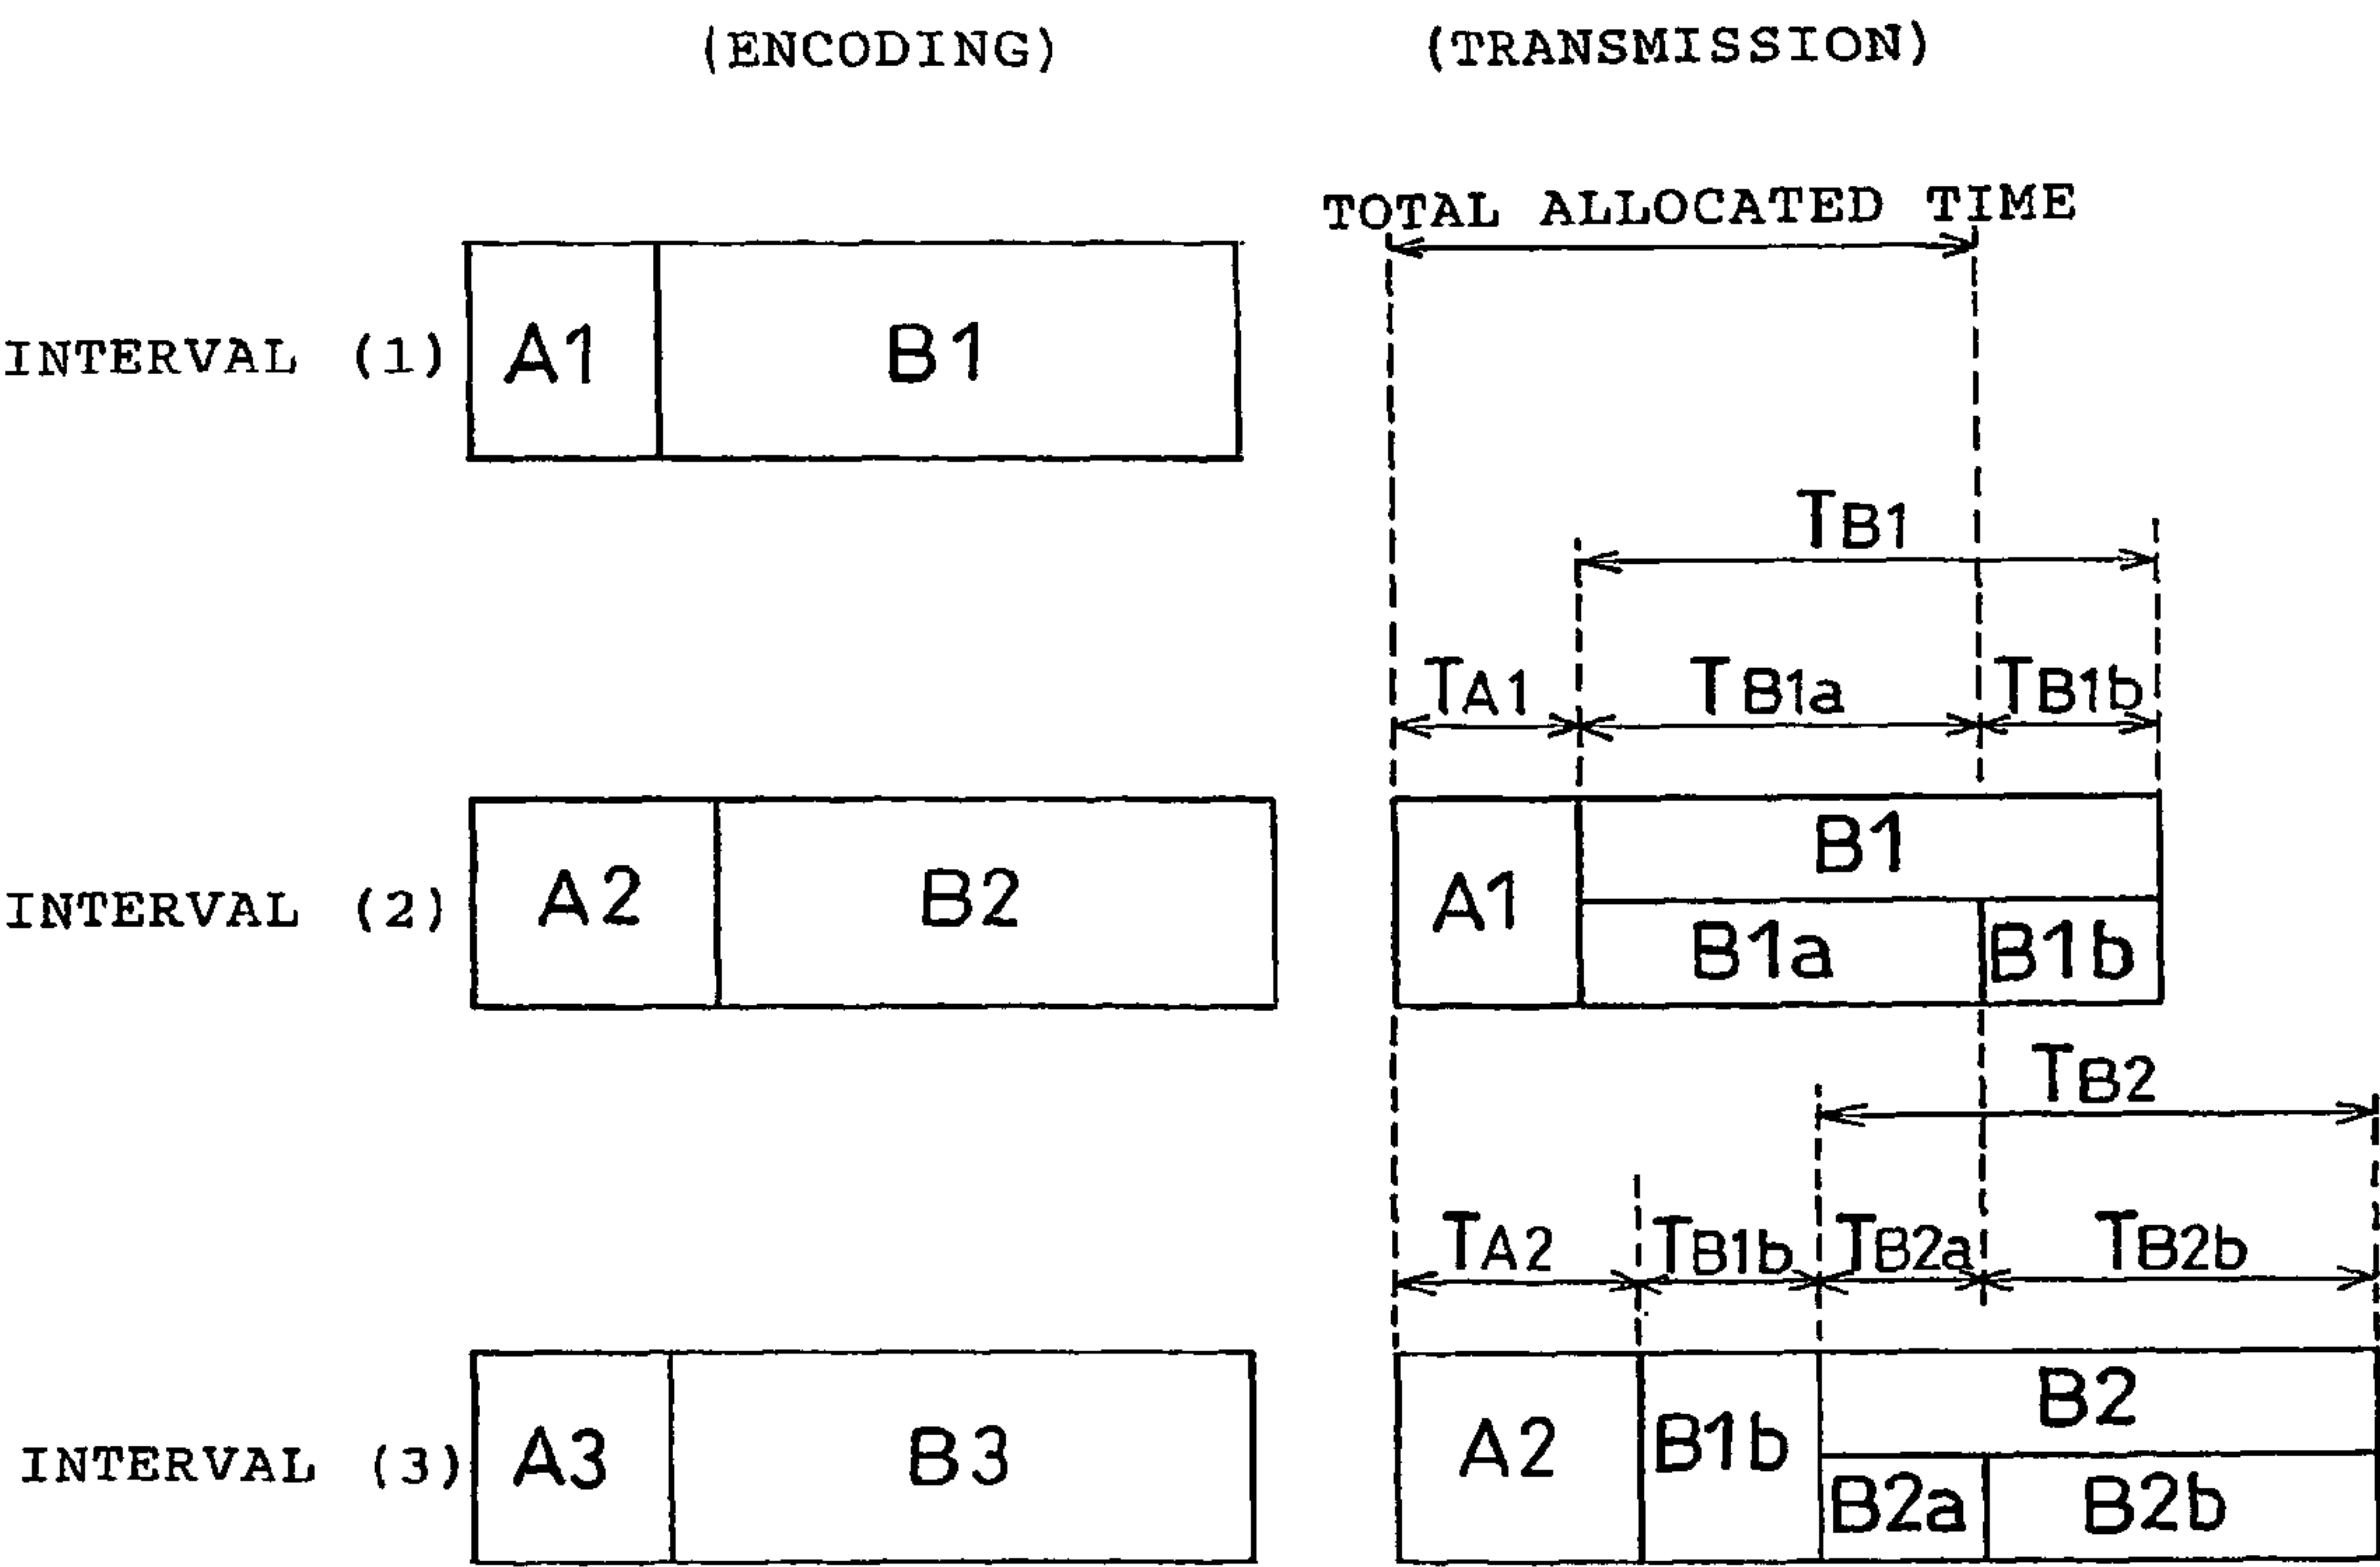 (ENCODING) (TRANSMISSION)
TOTAL ALLOCATED TIME
INTERVAL (1) A1 B1
TB1
TA1 TB1a TB1b
INTERVAL (2) A2 B2 A1 B1
B1a B1b
TB2
TA2 TB1b TB2a TB2b
INTERVAL (3) A3 B3 A2 B1b B2
B2a B2b